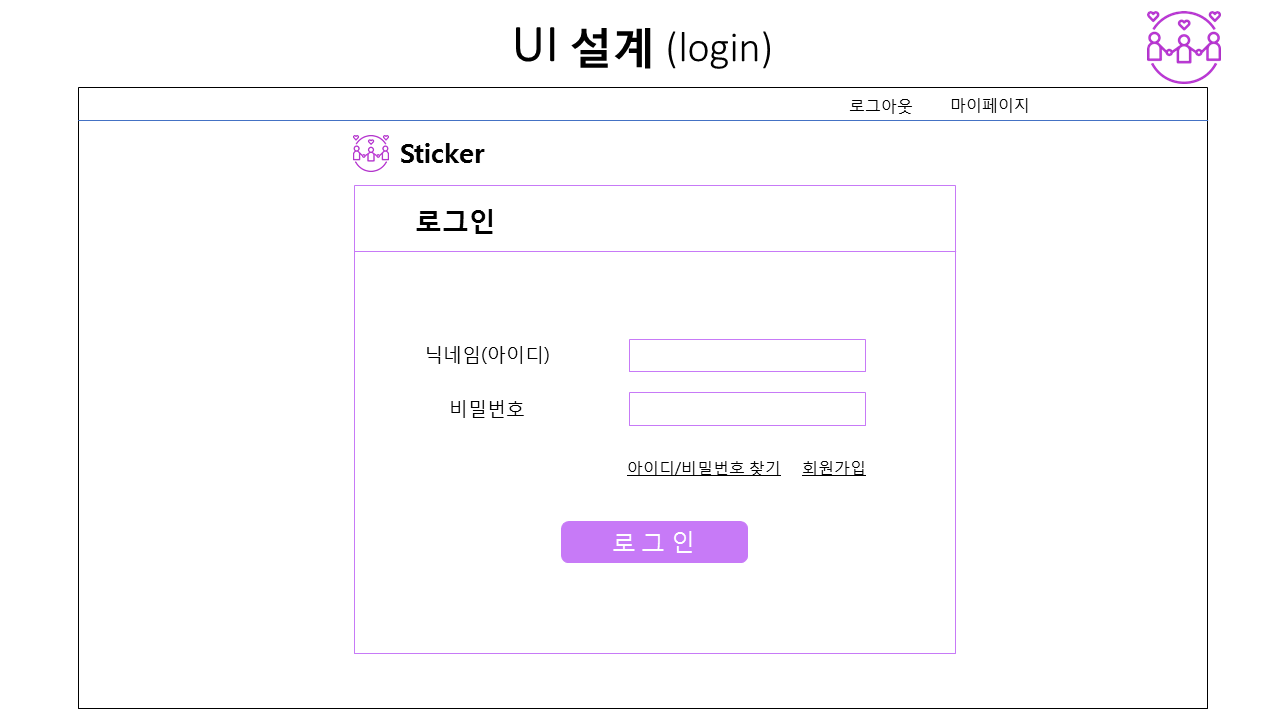 UI 설계 (login)
로그아웃 마이페이지
Sticker
로그인
닉네임(아이디)
비밀번호
아이디/비밀번호 찾기 회원가입
로 그 인